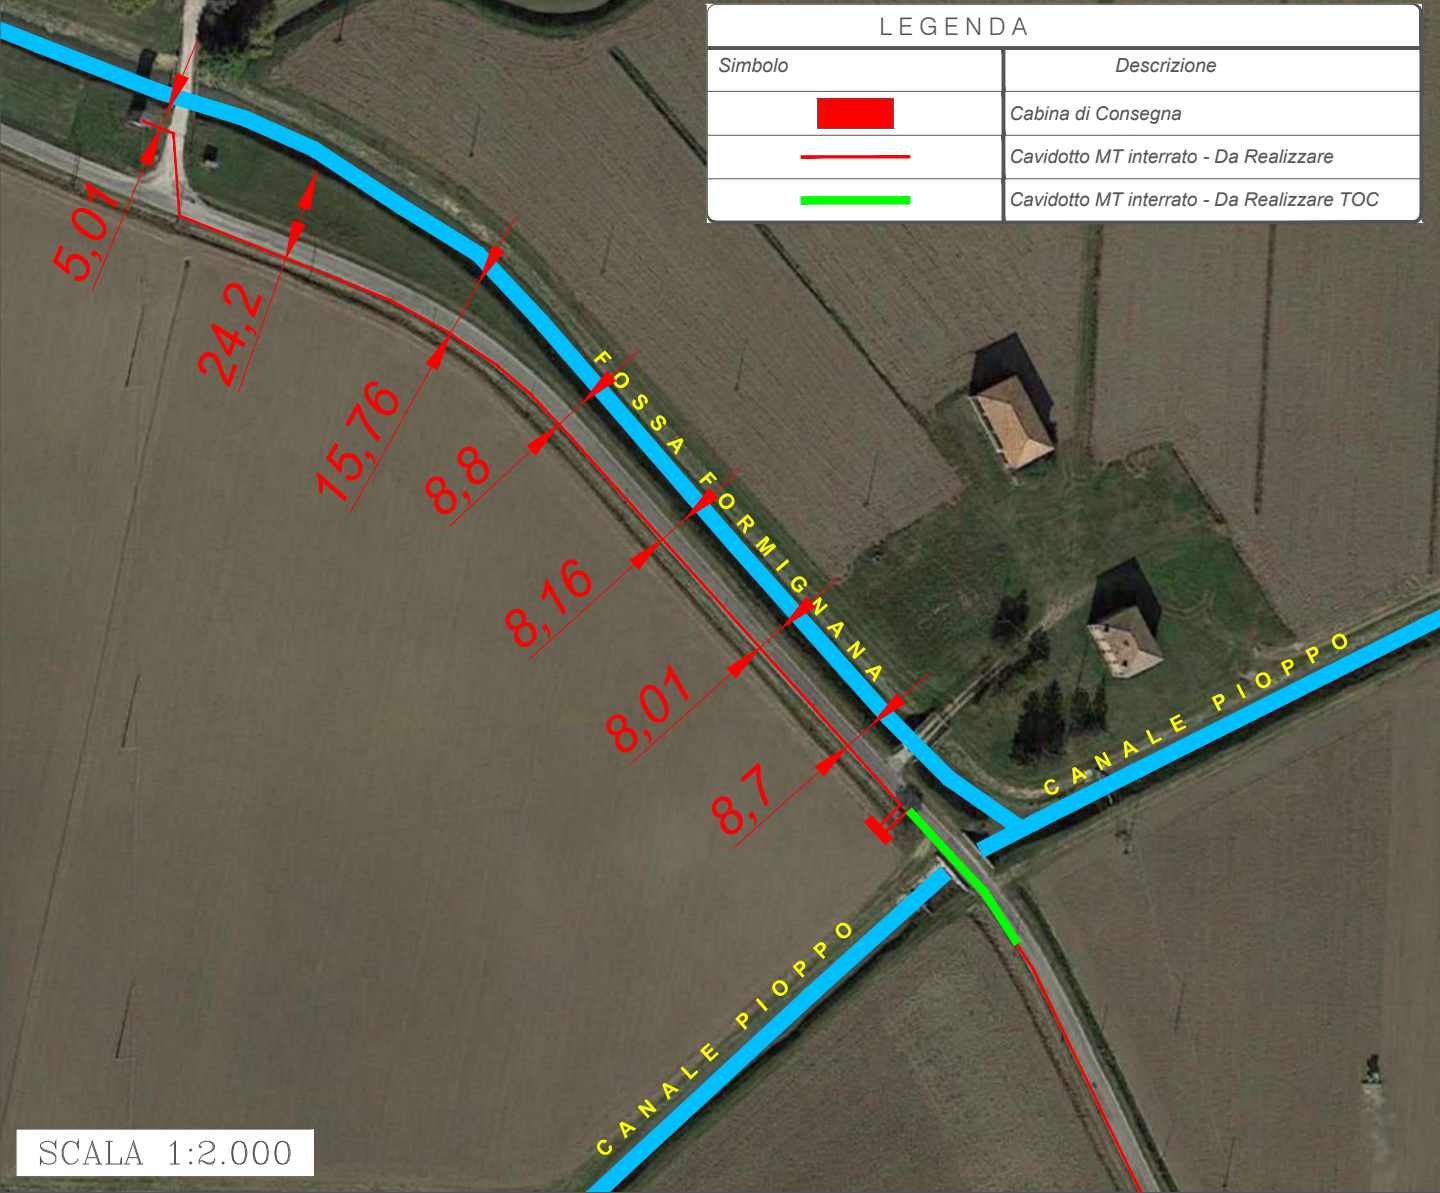 LEGENDA
Simbolo
Descrizione
Cabina di Consegna
Cavidotto MT interrato - Da Realizzare
Cavidotto MT interrato - Da Realizzare TOC
5,01
24,2
15,76
8,8
8,16
8,01
8,7
FOSSA FORMIGNANA
CANALE PIOPPO
CANALE PIOPPO
SCALA 1:2.000